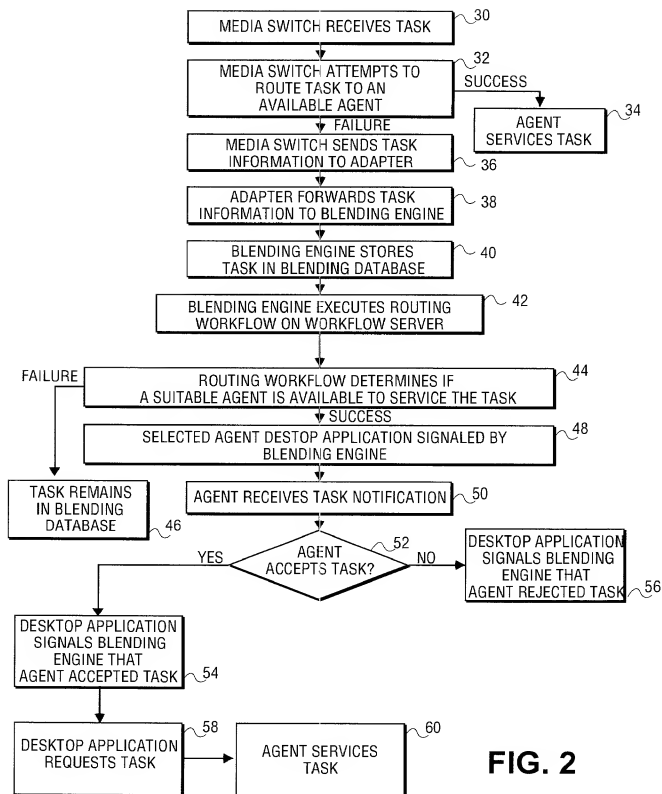 MEDIA SWITCH RECEIVES TASK
30
MEDIA SWITCH ATTEMPTS TO
ROUTE TASK TO AN
AVAILABLE AGENT
32
SUCCESS
AGENT
SERVICES TASK
34
FAILURE
MEDIA SWITCH SENDS TASK
INFORMATION TO ADAPTER
36
ADAPTER FORWARDS TASK
INFORMATION TO BLENDING ENGINE
38
BLENDING ENGINE STORES
TASK IN BLENDING DATABASE
40
BLENDING ENGINE EXECUTES ROUTING
WORKFLOW ON WORKFLOW SERVER
42
FAILURE
ROUTING WORKFLOW DETERMINES IF
A SUITABLE AGENT IS AVAILABLE TO SERVICE THE TASK
44
SUCCESS
SELECTED AGENT DESTOP APPLICATION SIGNALED BY
BLENDING ENGINE
48
TASK REMAINS
IN BLENDING
DATABASE
46
AGENT RECEIVES TASK NOTIFICATION
50
AGENT
ACCEPTS TASK?
52
YES
NO
DESKTOP APPLICATION
SIGNALS BLENDING
ENGINE THAT
AGENT REJECTED TASK
56
DESKTOP APPLICATION
SIGNALS BLENDING
ENGINE THAT
AGENT ACCEPTED TASK
54
DESKTOP APPLICATION
REQUESTS TASK
58
AGENT SERVICES
TASK
60
FIG. 2